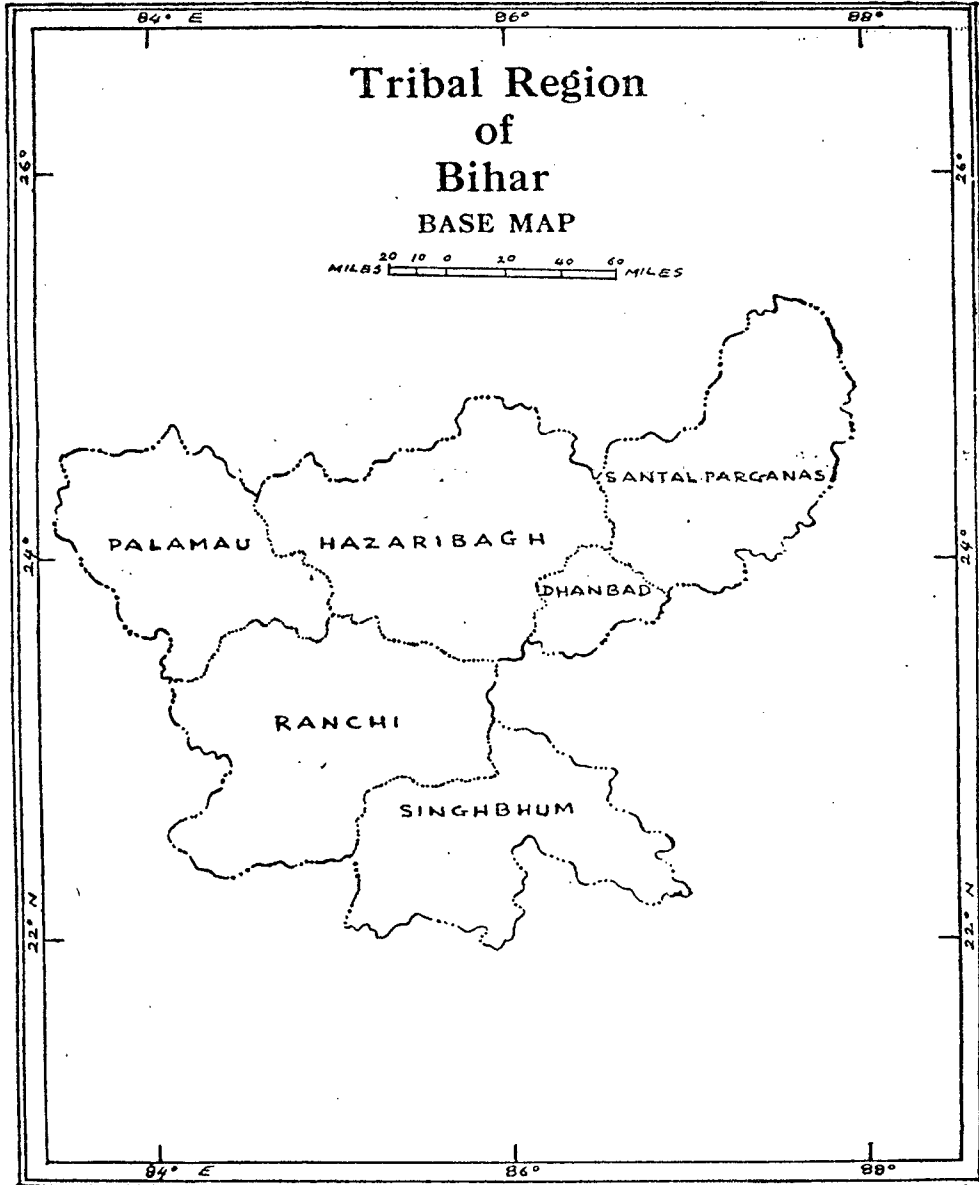 84° E 86° 88°
Tribal Region
of
Bihar
BASE MAP
20 10 0 20 40 60
MILES MILES
26° 26°
SANTAL PARGANAS
PALAMAU HAZARIBAGH
24° 24°
DHANBAD
RANCHI
SINGHBHUM
22° N 22° N
84° E 86° 88°